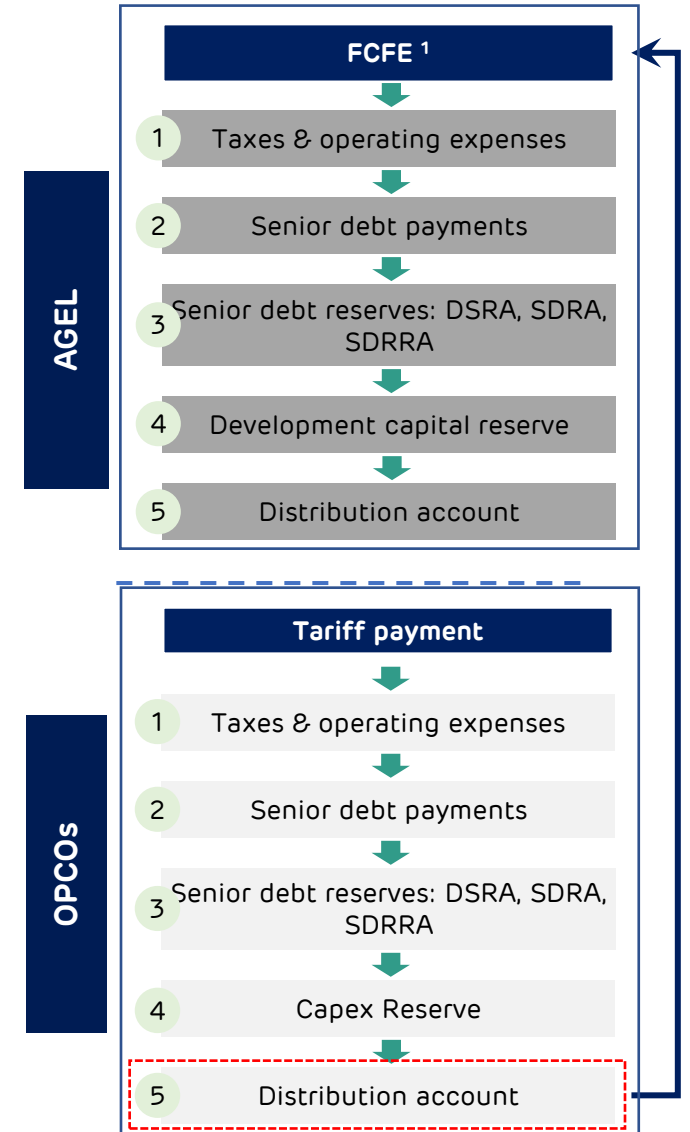 FCFE 1
1 Taxes & operating expenses
2 Senior debt payments
3 Senior debt reserves: DSRA, SDRA,
SDRRA
4 Development capital reserve
5 Distribution account
AGEL
Tariff payment
1 Taxes & operating expenses
2 Senior debt payments
3 Senior debt reserves: DSRA, SDRA,
SDRRA
4 Capex Reserve
5 Distribution account
OPCOs